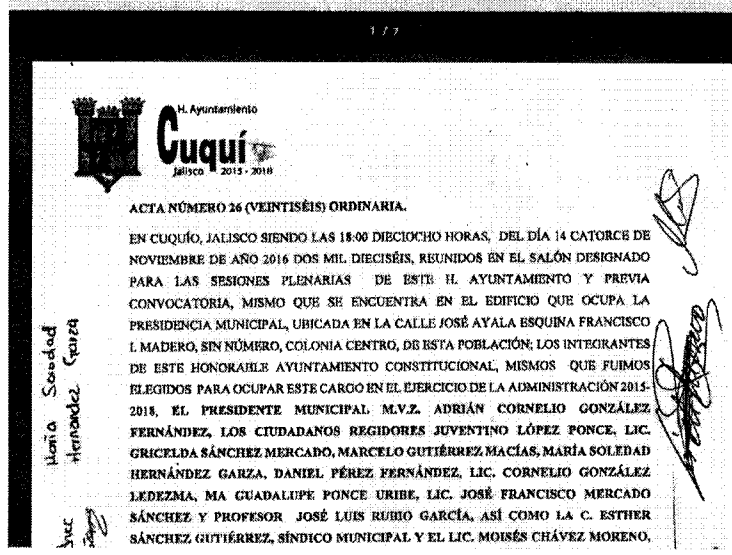 1 / 7
H. Ayuntamiento
Cuquío
Jalisco 2015 - 2018
ACTA NÚMERO 26 (VEINTISÉIS) ORDINARIA.
EN CUQUÍO, JALISCO SIENDO LAS 18:00 DIECIOCHO HORAS, DEL DÍA 14 CATORCE DE
NOVIEMBRE DE AÑO 2016 DOS MIL DIECISÉIS, REUNIDOS EN EL SALÓN DESIGNADO
PARA LAS SESIONES PLENARIAS DE ESTE H. AYUNTAMIENTO Y PREVIA
CONVOCATORIA, MISMO QUE SE ENCUENTRA EN EL EDIFICIO QUE OCUPA LA
PRESIDENCIA MUNICIPAL, UBICADA EN LA CALLE JOSÉ AYALA ESQUINA FRANCISCO
I. MADERO, SIN NÚMERO, COLONIA CENTRO, DE ESTA POBLACIÓN; LOS INTEGRANTES
DE ESTE HONORABLE AYUNTAMIENTO CONSTITUCIONAL, MISMOS QUE FUIMOS
ELEGIDOS PARA OCUPAR ESTE CARGO EN EL EJERCICIO DE LA ADMINISTRACIÓN 2015-
2018, EL PRESIDENTE MUNICIPAL M.V.Z. ADRIÁN CORNELIO GONZÁLEZ
FERNÁNDEZ, LOS CIUDADANOS REGIDORES JUVENTINO LÓPEZ PONCE, LIC.
GRICELDA SÁNCHEZ MERCADO, MARCELO GUTIÉRREZ MACÍAS, MARÍA SOLEDAD
HERNÁNDEZ GARZA, DANIEL PÉREZ FERNÁNDEZ, LIC. CORNELIO GONZÁLEZ
LEDEZMA, MA GUADALUPE PONCE URIBE, LIC. JOSÉ FRANCISCO MERCADO
SÁNCHEZ Y PROFESOR JOSÉ LUIS RUBIO GARCÍA, ASÍ COMO LA C. ESTHER
SÁNCHEZ GUTIÉRREZ, SÍNDICO MUNICIPAL Y EL LIC. MOISÉS CHÁVEZ MORENO,
María Soledad
Hernandez Garza